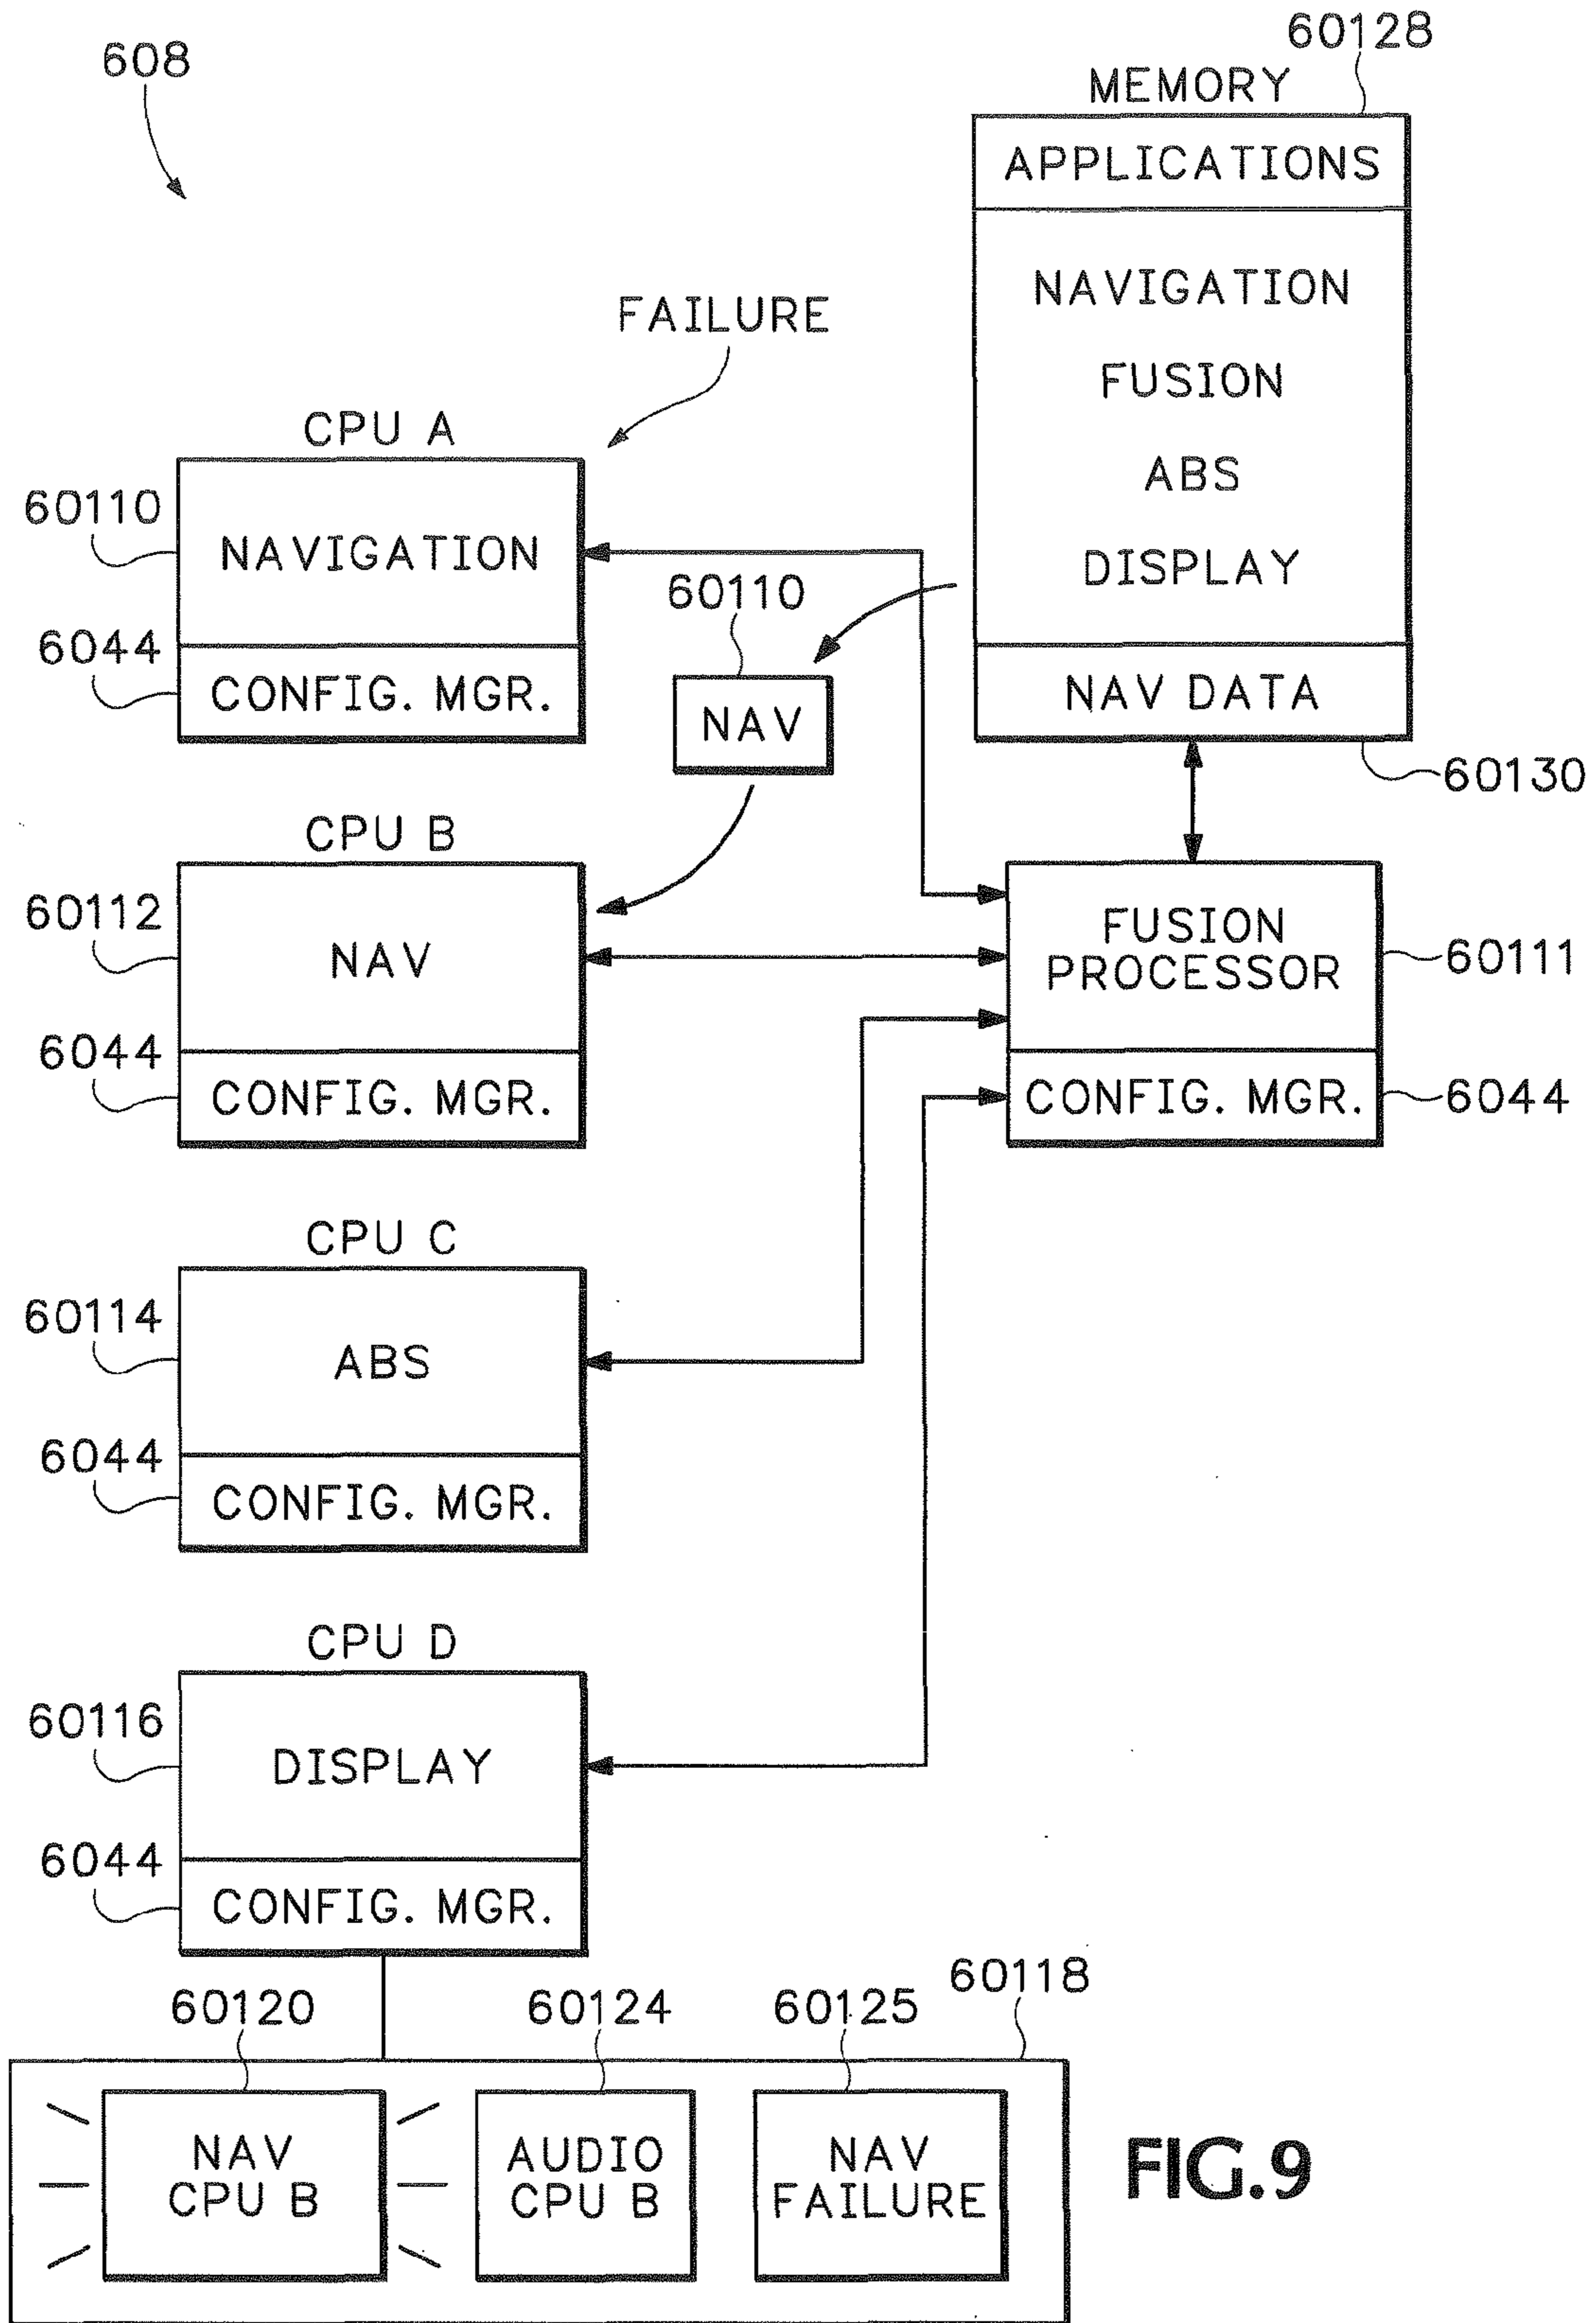 608
60128
MEMORY
APPLICATIONS
NAVIGATION
FUSION
ABS
DISPLAY
NAV DATA
60130
FAILURE
CPU A
60110
NAVIGATION
6044
CONFIG. MGR.
60110
NAV
CPU B
60112
NAV
6044
CONFIG. MGR.
FUSION
PROCESSOR
60111
CONFIG. MGR.
6044
CPU C
60114
ABS
6044
CONFIG. MGR.
CPU D
60116
DISPLAY
6044
CONFIG. MGR.
60118
60120
NAV
CPU B
60124
AUDIO
CPU B
60125
NAV
FAILURE
FIG.9